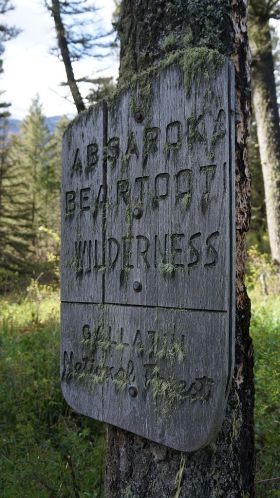 ABSAROKA
BEARTOOTH
WILDERNESS
GALLATIN
National Forest